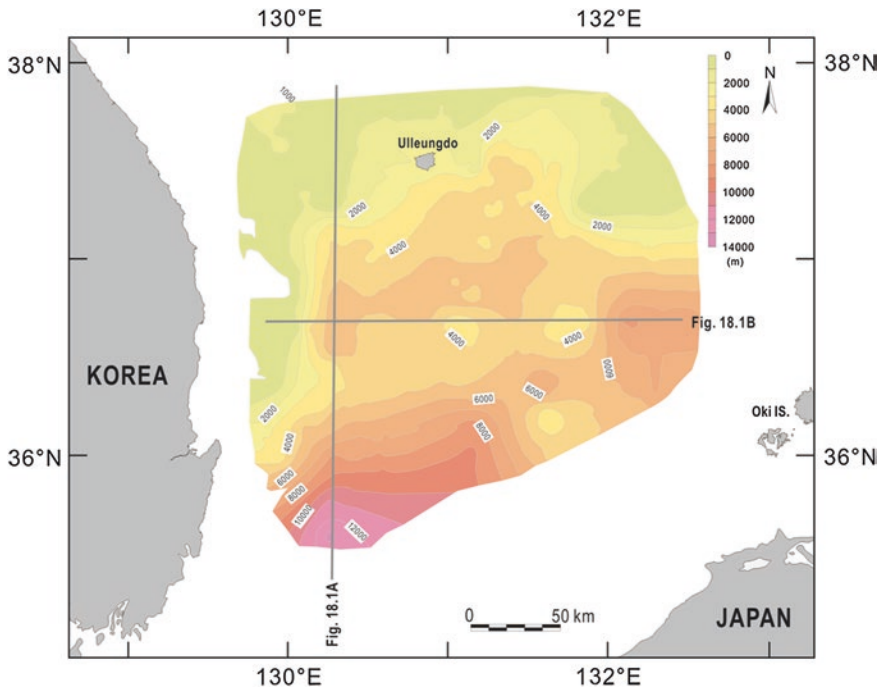 130°E 132°E
38°N 38°N
0
2000
4000
6000
8000
10000
12000
14000
(m)
N
1000
Ulleungdo
2000
2000
4000
2000
4000
Fig. 18.1B
4000
4000
6000
KOREA
6000
6000
2000
Oki IS.
8000
4000
36°N 36°N
6000
8000
10000
12000
Fig. 18.1A
0 50 km
JAPAN
130°E 132°E